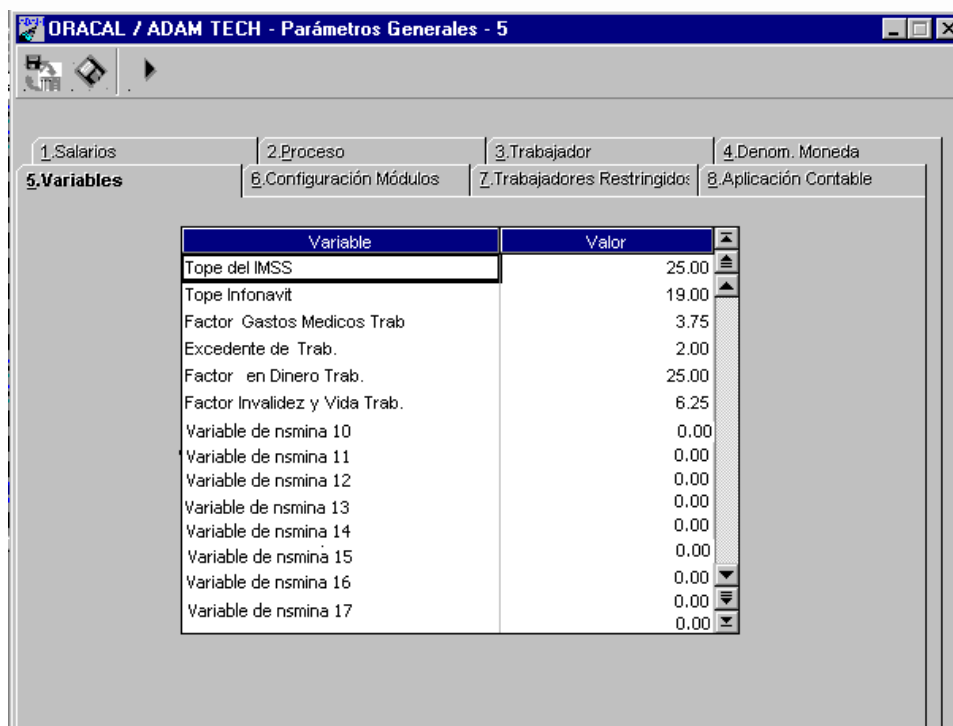 ORACAL / ADAM TECH - Parámetros Generales - 5
1.Salarios 2.Proceso 3.Trabajador 4.Denom. Moneda
5.Variables 6.Configuración Módulos 7.Trabajadores Restringidos 8.Aplicación Contable
Variable Valor
Tope del IMSS 25.00
Tope Infonavit 19.00
Factor Gastos Medicos Trab 3.75
Excedente de Trab. 2.00
Factor en Dinero Trab. 25.00
Factor Invalidez y Vida Trab. 6.25
Variable de nsmina 10 0.00
Variable de nsmina 11 0.00
Variable de nsmina 12 0.00
Variable de nsmina 13 0.00
Variable de nsmina 14 0.00
Variable de nsmina 15 0.00
Variable de nsmina 16 0.00
Variable de nsmina 17 0.00
0.00